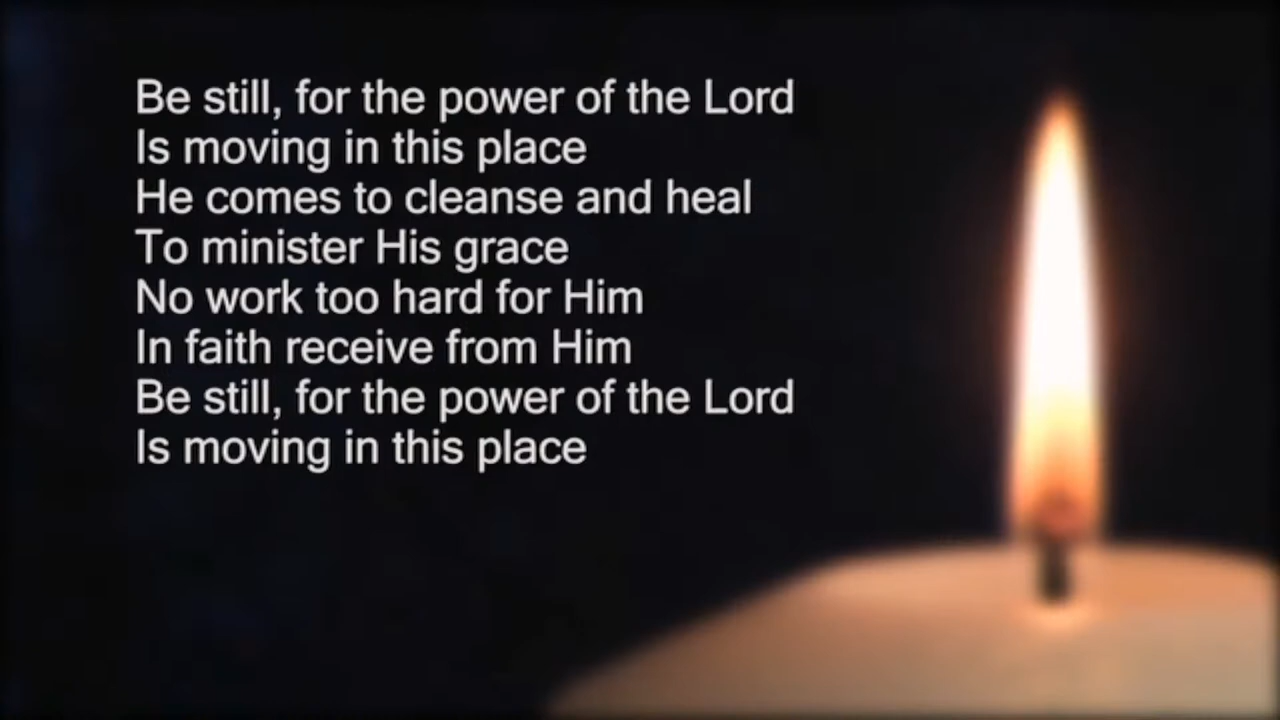 Be still, for the power of the Lord
Is moving in this place
He comes to cleanse and heal
To minister His grace
No work too hard for Him
In faith receive from Him
Be still, for the power of the Lord
Is moving in this place